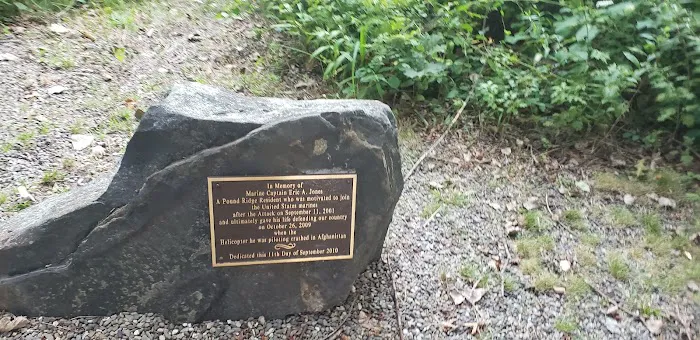 In Memory of
Marine Captain Eric A. Jones
A Pound Ridge Resident who was motivated to join
the United States marines
after the Attack on September 11, 2001
and ultimately gave his life defending our country
on October 26, 2009
when the
Helicopter he was piloting crashed in Afghanistan
Dedicated this 11th Day of September 2010